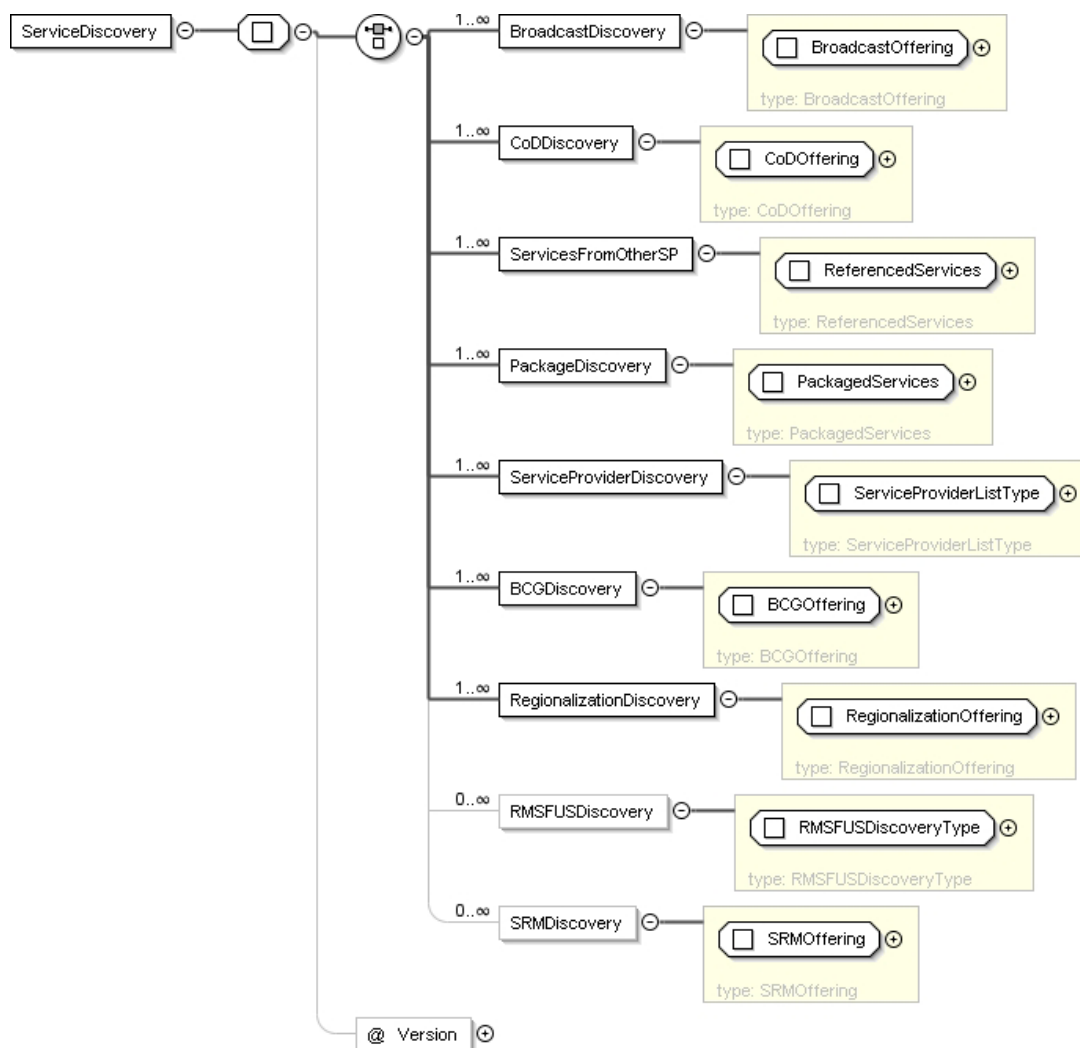 ServiceDiscovery
1..∞
BroadcastDiscovery
BroadcastOffering
type: BroadcastOffering
1..∞
CoDDiscovery
CoDOffering
type: CoDOffering
1..∞
ServicesFromOtherSP
ReferencedServices
type: ReferencedServices
1..∞
PackageDiscovery
PackagedServices
type: PackagedServices
1..∞
ServiceProviderDiscovery
ServiceProviderListType
type: ServiceProviderListType
1..∞
BCGDiscovery
BCGOffering
type: BCGOffering
1..∞
RegionalizationDiscovery
RegionalizationOffering
type: RegionalizationOffering
0..∞
RMSFUSDiscovery
RMSFUSDiscoveryType
type: RMSFUSDiscoveryType
0..∞
SRMDiscovery
SRMOffering
type: SRMOffering
@ Version